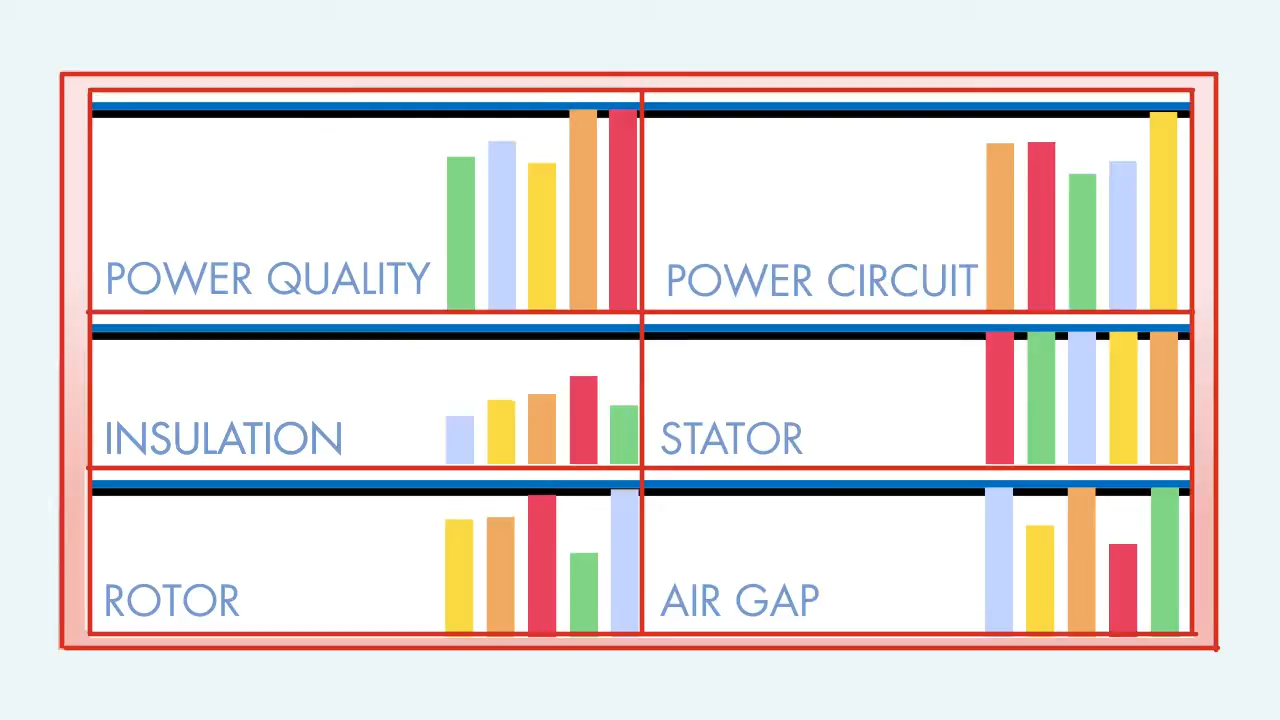 POWER QUALITY
POWER CIRCUIT
INSULATION
STATOR
ROTOR
AIR GAP